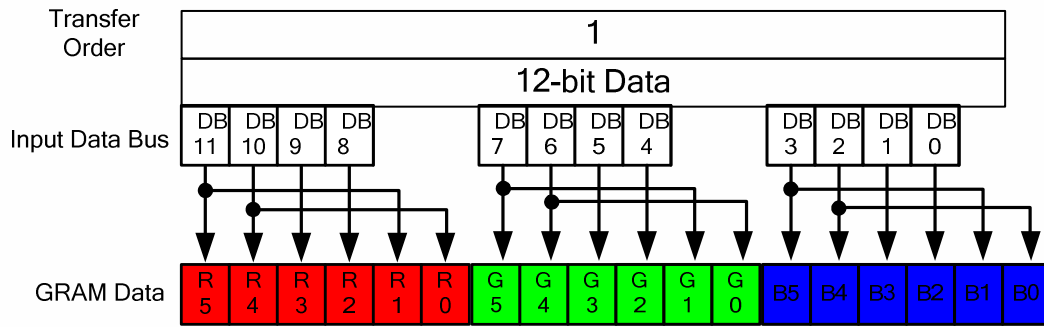 Transfer
Order
1
12-bit Data
Input Data Bus
DB DB DB DB DB DB DB DB DB DB DB DB
11 10 9 8 7 6 5 4 3 2 1 0
GRAM Data
R R R R R R G G G G G G B5 B4 B3 B2 B1 B0
5 4 3 2 1 0 5 4 3 2 1 0